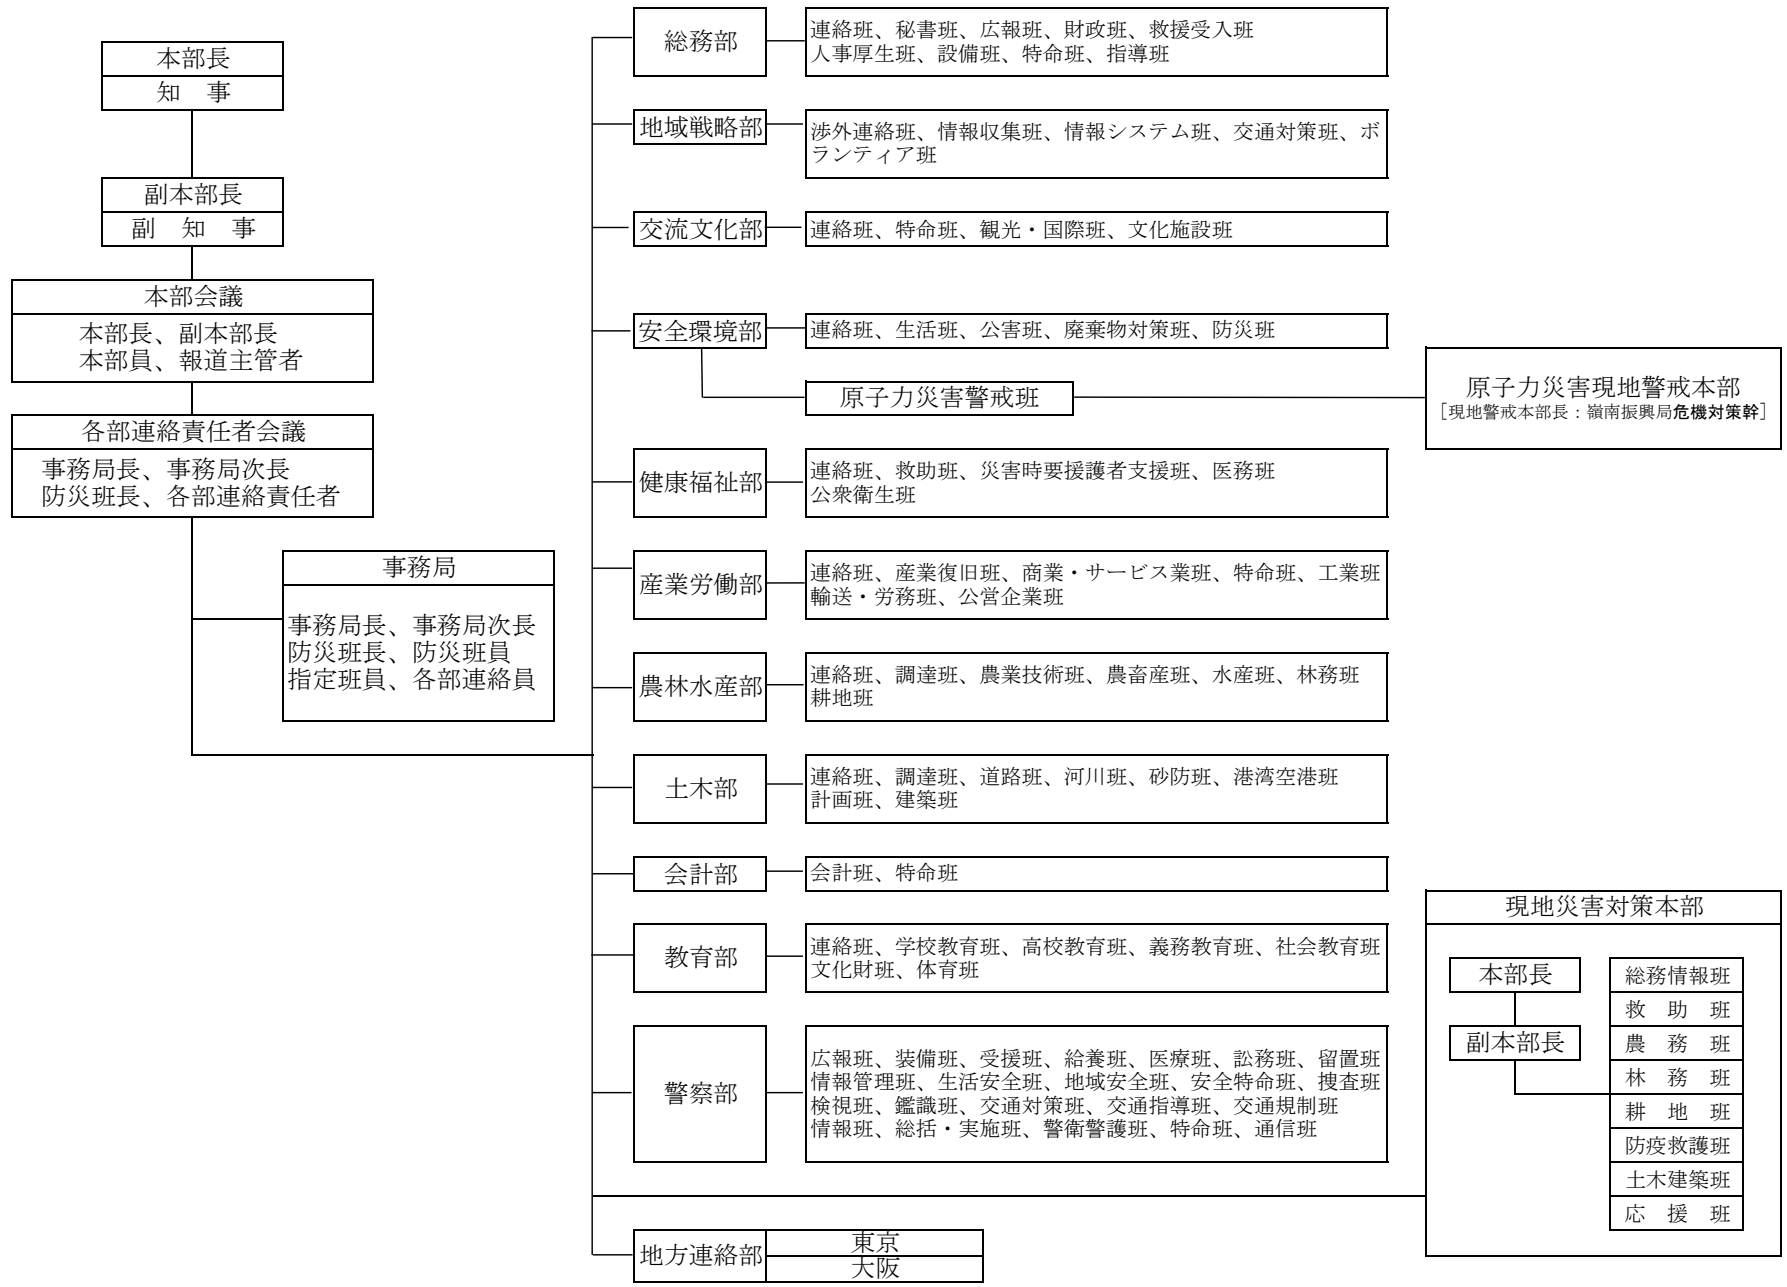 本部長
知　事
副本部長
副　知　事
本部会議
本部長、副本部長
本部員、報道主管者
各部連絡責任者会議
事務局長、事務局次長
防災班長、各部連絡責任者
事務局
事務局長、事務局次長
防災班長、防災班員
指定班員、各部連絡員
総務部
連絡班、秘書班、広報班、財政班、救援受入班
人事厚生班、設備班、特命班、指導班
地域戦略部
渉外連絡班、情報収集班、情報システム班、交通対策班、ボ
ランティア班
交流文化部
連絡班、特命班、観光・国際班、文化施設班
安全環境部
連絡班、生活班、公害班、廃棄物対策班、防災班
原子力災害警戒班
原子力災害現地警戒本部
［現地警戒本部長：嶺南振興局危機対策幹］
健康福祉部
連絡班、救助班、災害時要援護者支援班、医務班
公衆衛生班
産業労働部
連絡班、産業復旧班、商業・サービス業班、特命班、工業班
輸送・労務班、公営企業班
農林水産部
連絡班、調達班、農業技術班、農畜産班、水産班、林務班
耕地班
土木部
連絡班、調達班、道路班、河川班、砂防班、港湾空港班
計画班、建築班
会計部
会計班、特命班
教育部
連絡班、学校教育班、高校教育班、義務教育班、社会教育班
文化財班、体育班
警察部
広報班、装備班、受援班、給養班、医療班、訟務班、留置班
情報管理班、生活安全班、地域安全班、安全特命班、捜査班
検視班、鑑識班、交通対策班、交通指導班、交通規制班
情報班、総括・実施班、警衛警護班、特命班、通信班
現地災害対策本部
本部長
副本部長
総務情報班
救　助　班
農　務　班
林　務　班
耕　地　班
防疫救護班
土木建築班
応　援　班
地方連絡部
東京
大阪